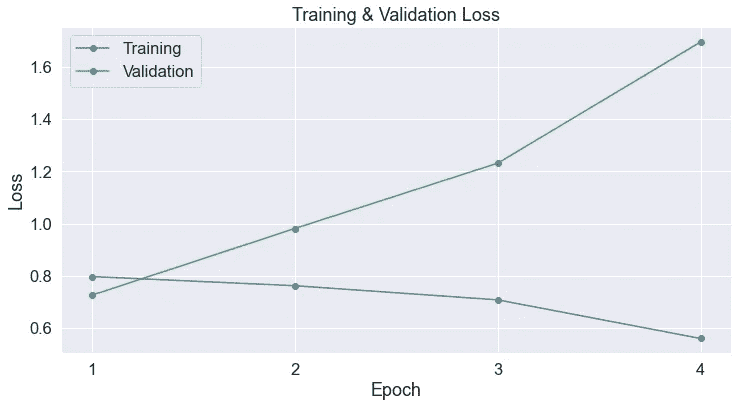 Training & Validation Loss
Training
Validation
1.6
1.4
1.2
1.0
0.8
0.6
Loss
1 2 3 4
Epoch